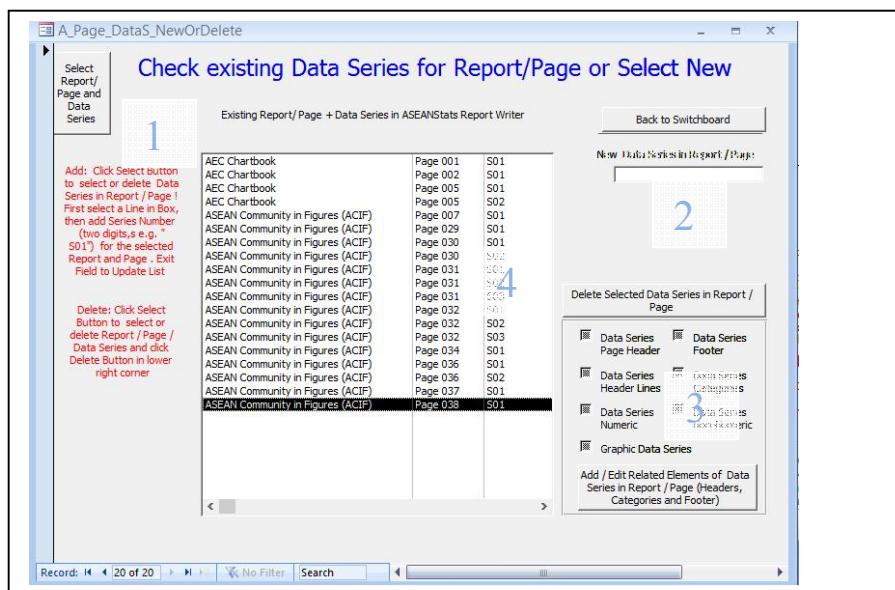 A_Page_DataS_NewOrDelete
Select
Report/
Page and
Data
Series
Check existing Data Series for Report/Page or Select New
1
Existing Report/ Page + Data Series in ASEANStats Report Writer
Back to Switchboard
New Data Series in Report / Page
2
Add: Click Select Button
to select or delete Data
Series in Report / Page !
First select a Line in Box,
then add Series Number
(two digits,s e.g. "
S01") for the selected
Report and Page . Exit
Field to Update List
Delete: Click Select
Button to select or
delete Report / Page /
Data Series and click
Delete Button in lower
right corner
AEC Chartbook Page 001 S01
AEC Chartbook Page 002 S01
AEC Chartbook Page 005 S01
AEC Chartbook Page 005 S02
ASEAN Community in Figures (ACIF) Page 007 S01
ASEAN Community in Figures (ACIF) Page 029 S01
ASEAN Community in Figures (ACIF) Page 030 S01
ASEAN Community in Figures (ACIF) Page 030 S02
ASEAN Community in Figures (ACIF) Page 031 S01
ASEAN Community in Figures (ACIF) Page 031
ASEAN Community in Figures (ACIF) Page 031 S03
ASEAN Community in Figures (ACIF) Page 032 S01
ASEAN Community in Figures (ACIF) Page 032 S02
ASEAN Community in Figures (ACIF) Page 032 S03
ASEAN Community in Figures (ACIF) Page 034 S01
ASEAN Community in Figures (ACIF) Page 036 S01
ASEAN Community in Figures (ACIF) Page 036 S02
ASEAN Community in Figures (ACIF) Page 037 S01
ASEAN Community in Figures (ACIF) Page 038 S01
4
Delete Selected Data Series in Report /
Page
Data Series
Page Header
Data Series
Footer
Data Series
Header Lines
Data Series
Categories
Data Series
Numeric
Data Series
Non Numeric
3
Graphic Data Series
Add / Edit Related Elements of Data
Series in Report / Page (Headers,
Categories and Footer)
Record: 20 of 20 No Filter Search